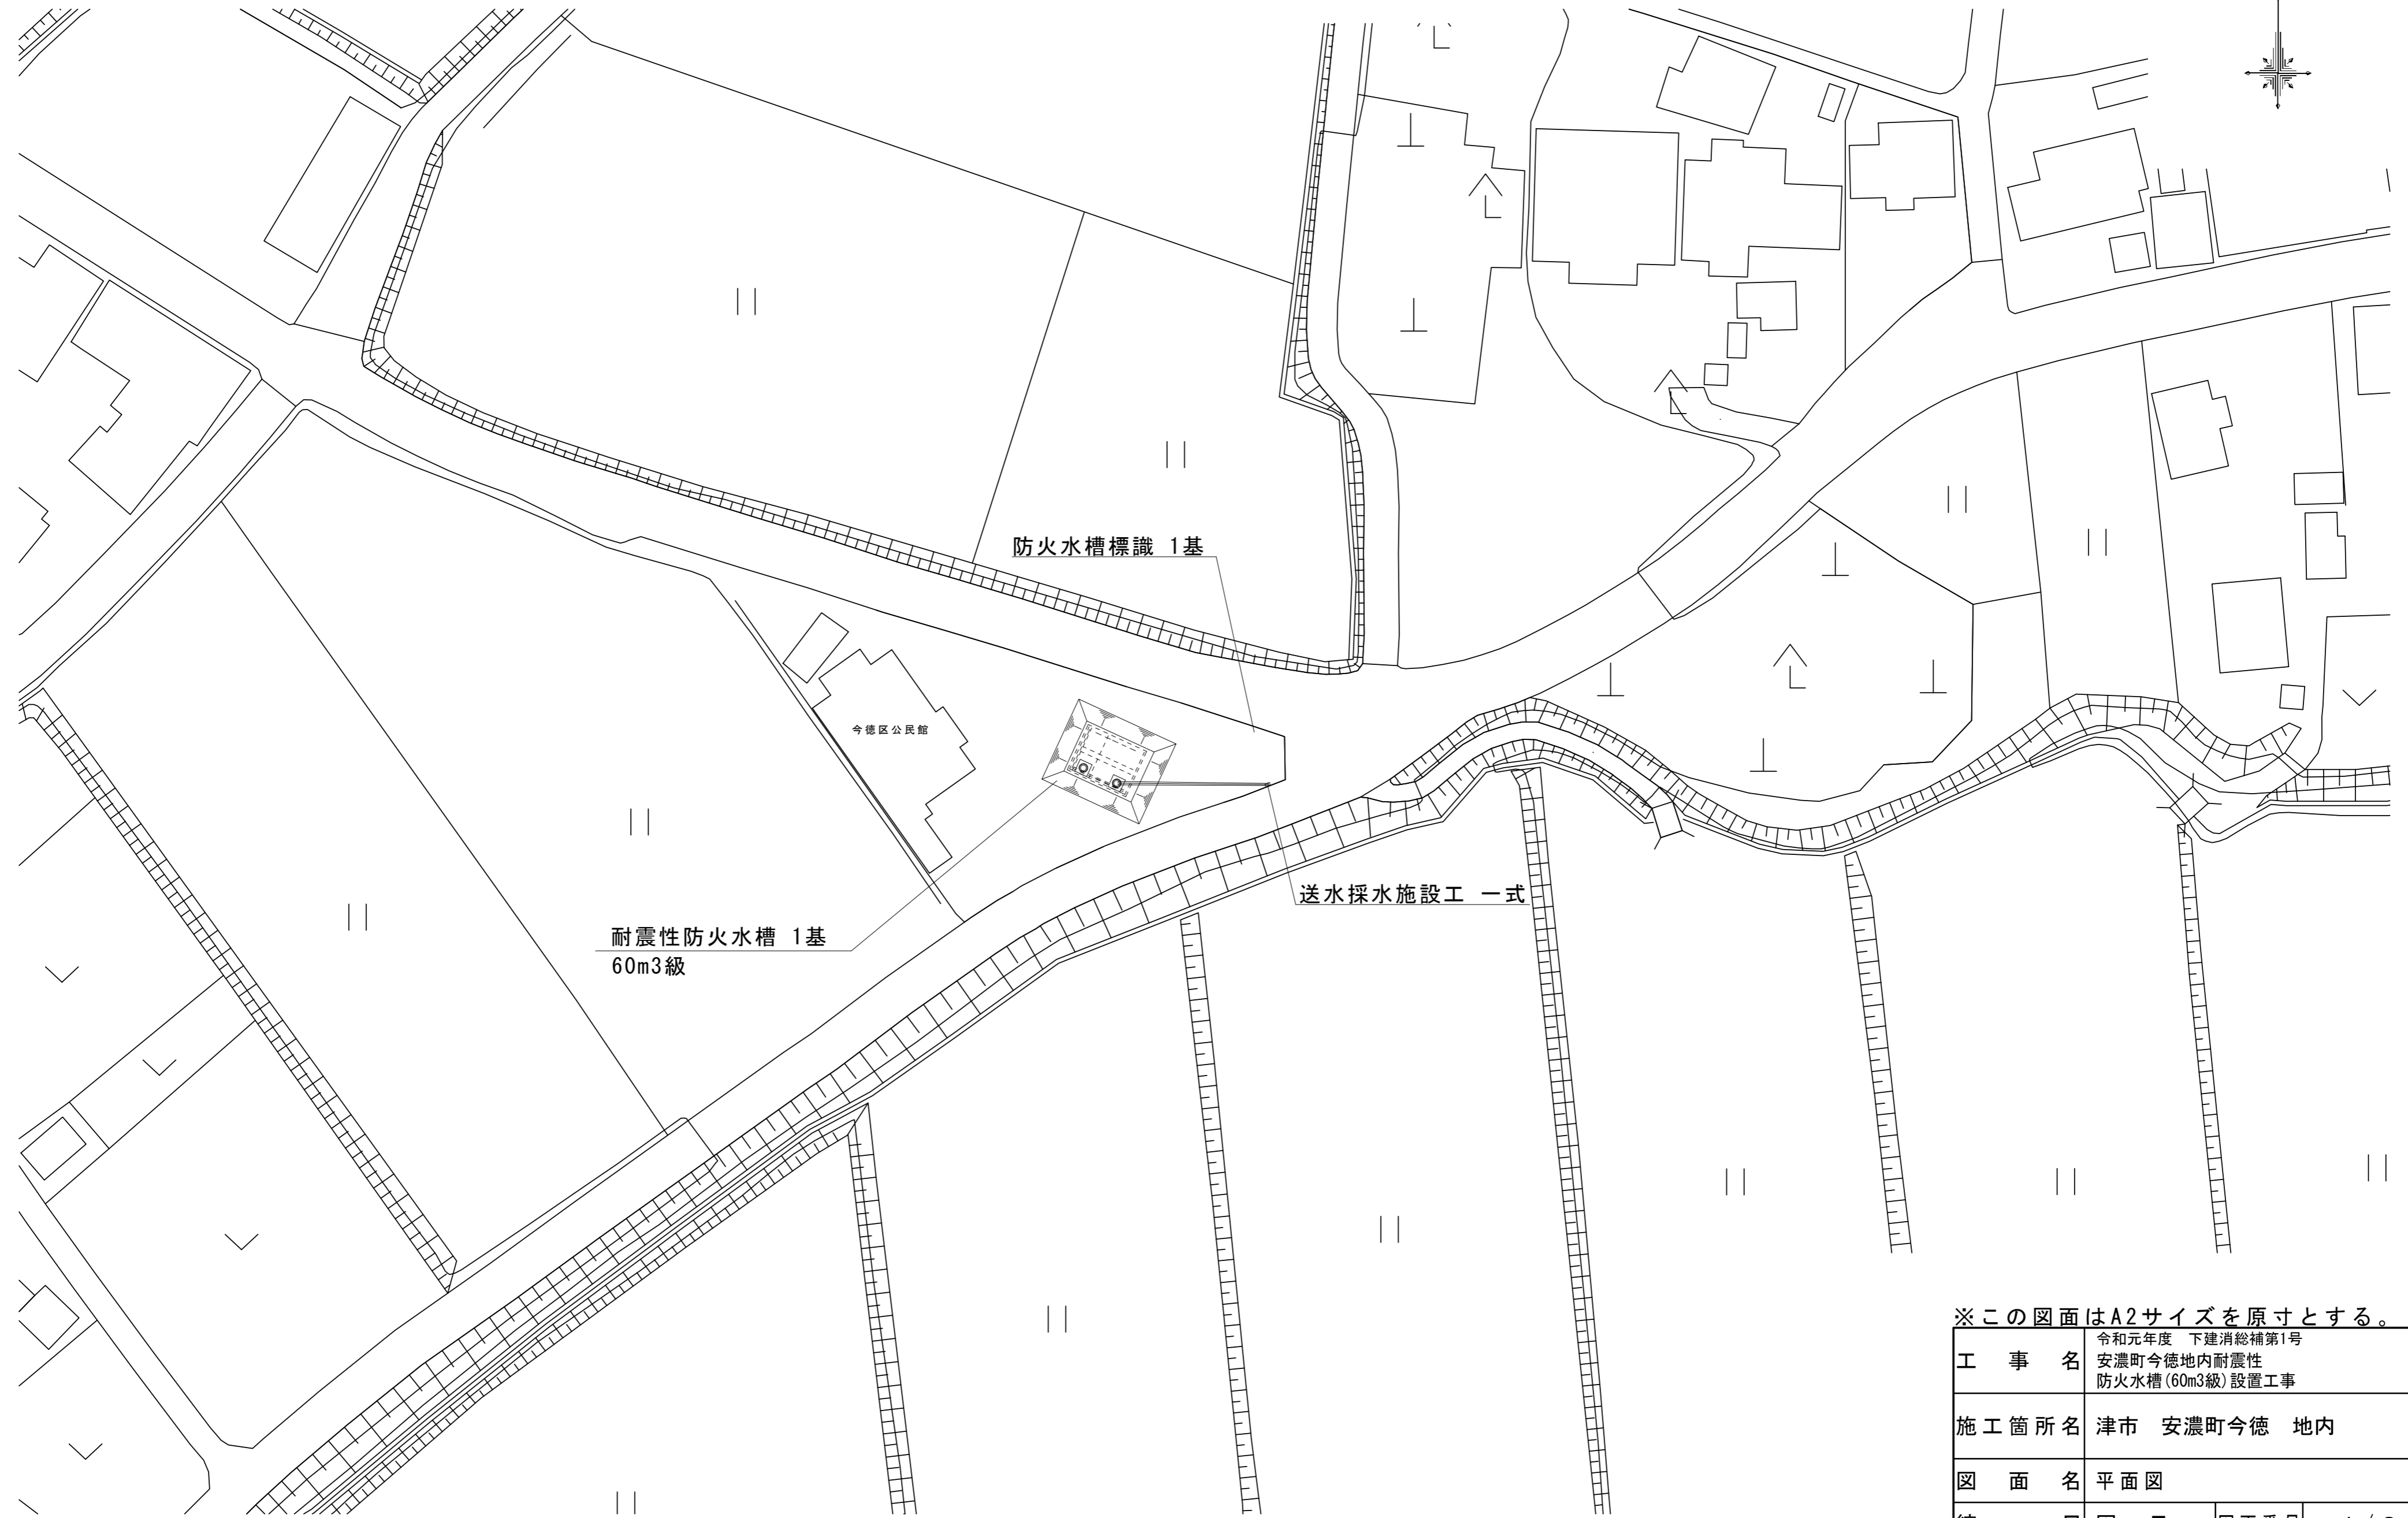 防火水槽標識 1基
今徳区公民館
送水採水施設工 一式
耐震性防火水槽 1基
60m3級
※この図面はA2サイズを原寸とする。
工事名
令和元年度 下建消総補第1号
安濃町今徳地内耐震性
防火水槽(60m3級)設置工事
施工箇所名 津市 安濃町今徳 地内
図面名 平面図